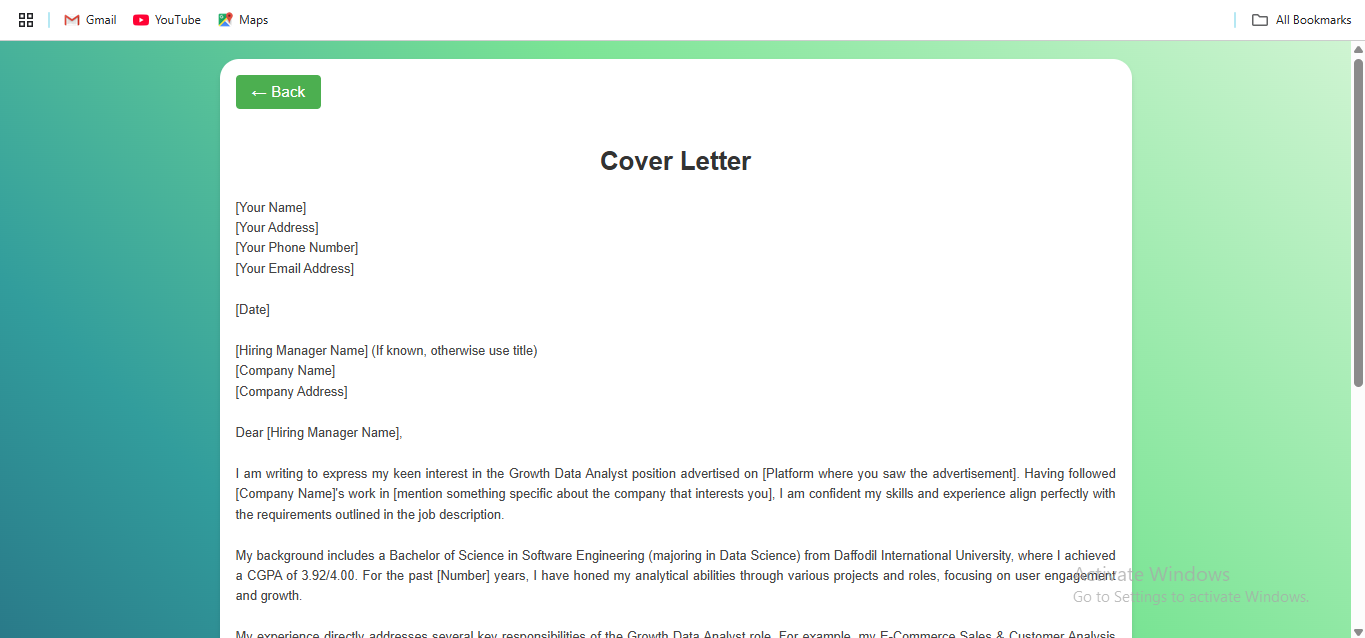 Gmail
YouTube
Maps
All Bookmarks
← Back
Cover Letter
[Your Name]
[Your Address]
[Your Phone Number]
[Your Email Address]
[Date]
[Hiring Manager Name] (If known, otherwise use title)
[Company Name]
[Company Address]
Dear [Hiring Manager Name],
I am writing to express my keen interest in the Growth Data Analyst position advertised on [Platform where you saw the advertisement]. Having followed
[Company Name]'s work in [mention something specific about the company that interests you], I am confident my skills and experience align perfectly with
the requirements outlined in the job description.
My background includes a Bachelor of Science in Software Engineering (majoring in Data Science) from Daffodil International University, where I achieved
a CGPA of 3.92/4.00. For the past [Number] years, I have honed my analytical abilities through various projects and roles, focusing on user engagement
and growth.
My experience directly addresses several key responsibilities of the Growth Data Analyst role. For example, my E-Commerce Sales & Customer Analysis
Activate Windows
Go to Settings to activate Windows.